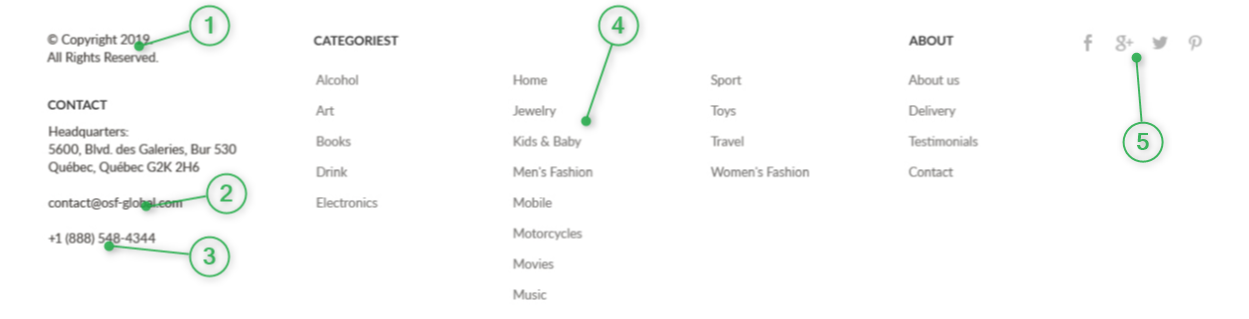 © Copyright 2019.
All Rights Reserved.
1
CONTACT
Headquarters:
5600, Blvd. des Galeries, Bur 530
Québec, Québec G2K 2H6
contact@osf-global.com
2
+1 (888) 548-4344
3
CATEGORIEST
Alcohol
Art
Books
Drink
Electronics
4
Home
Jewelry
Kids & Baby
Men's Fashion
Mobile
Motorcycles
Movies
Music
Sport
Toys
Travel
Women's Fashion
ABOUT
About us
Delivery
Testimonials
Contact
f g+
5